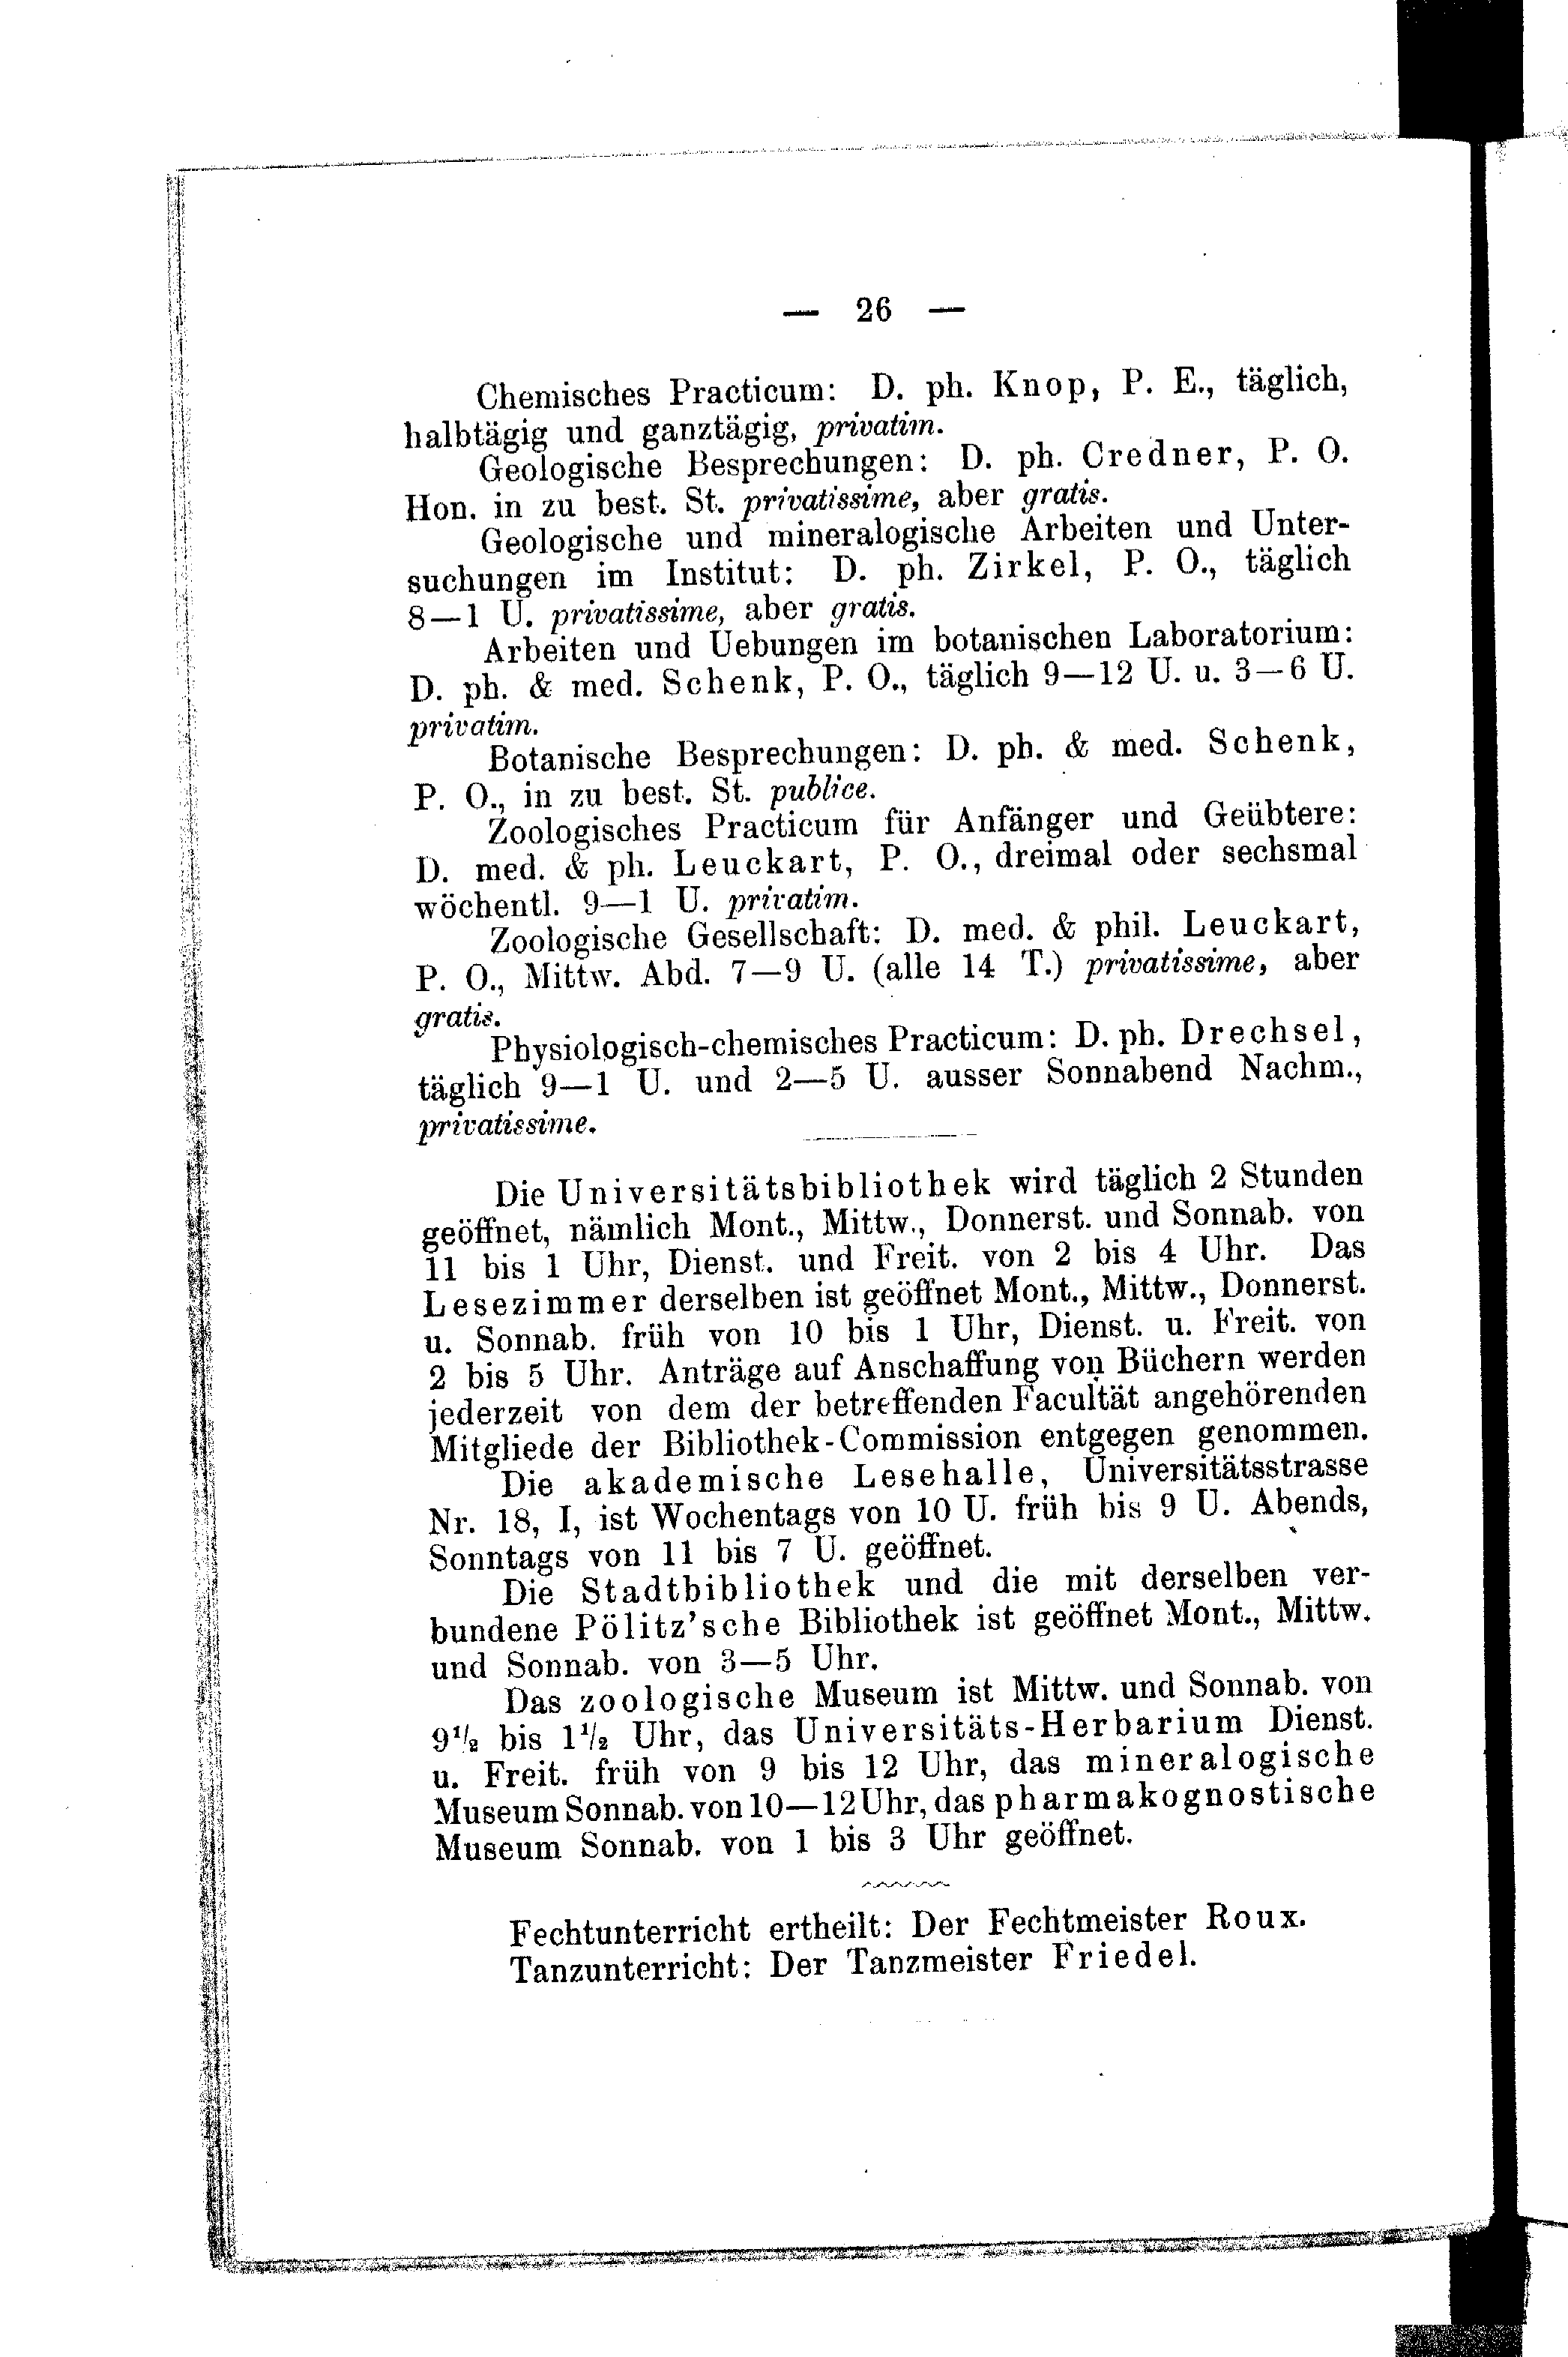 — 26 —
Chemisches Practicum: D. ph. Knop, P. E., täglich,
halbtägig und ganztägig, privatim.
Geologische Besprechungen: D. ph. Credner, P. O.
Hon. in zu best. St. privatissime, aber gratis.
Geologische und mineralogische Arbeiten und Unter-
suchungen im Institut: D. ph. Zirkel, P. O., täglich
8—1 U. privatissime, aber gratis.
Arbeiten und Uebungen im botanischen Laboratorium:
D. ph. & med. Schenk, P. O., täglich 9—12 U. u. 3—6 U.
privatim.
Botanische Besprechungen: D. ph. & med. Schenk,
P. O., in zu best. St. publice.
Zoologisches Practicum für Anfänger und Geübtere:
D. med. & ph. Leuckart, P. O., dreimal oder sechsmal
wöchentl. 9—1 U. privatim.
Zoologische Gesellschaft: D. med. & phil. Leuckart,
P. O., Mittw. Abd. 7—9 U. (alle 14 T.) privatissime, aber
gratis.
Physiologisch-chemisches Practicum: D. ph. Drechsel,
täglich 9—1 U. und 2—5 U. ausser Sonnabend Nachm.,
privatissime.
Die Universitätsbibliothek wird täglich 2 Stunden
geöffnet, nämlich Mont., Mittw., Donnerst. und Sonnab. von
11 bis 1 Uhr, Dienst. und Freit. von 2 bis 4 Uhr. Das
Lesezimmer derselben ist geöffnet Mont., Mittw., Donnerst.
u. Sonnab. früh von 10 bis 1 Uhr, Dienst. u. Freit. von
2 bis 5 Uhr. Anträge auf Anschaffung von Büchern werden
jederzeit von dem der betreffenden Facultät angehörenden
Mitgliede der Bibliothek-Commission entgegen genommen.
Die akademische Lesehalle, Universitätsstrasse
Nr. 18, I, ist Wochentags von 10 U. früh bis 9 U. Abends,
Sonntags von 11 bis 7 U. geöffnet.
Die Stadtbibliothek und die mit derselben ver-
bundene Pölitz'sche Bibliothek ist geöffnet Mont., Mittw.
und Sonnab. von 3—5 Uhr.
Das zoologische Museum ist Mittw. und Sonnab. von
9½ bis 1½ Uhr, das Universitäts-Herbarium Dienst.
u. Freit. früh von 9 bis 12 Uhr, das mineralogische
Museum Sonnab. von 10—12 Uhr, das pharmakognostische
Museum Sonnab. von 1 bis 3 Uhr geöffnet.
Fechtunterricht ertheilt: Der Fechtmeister Roux.
Tanzunterricht: Der Tanzmeister Friedel.